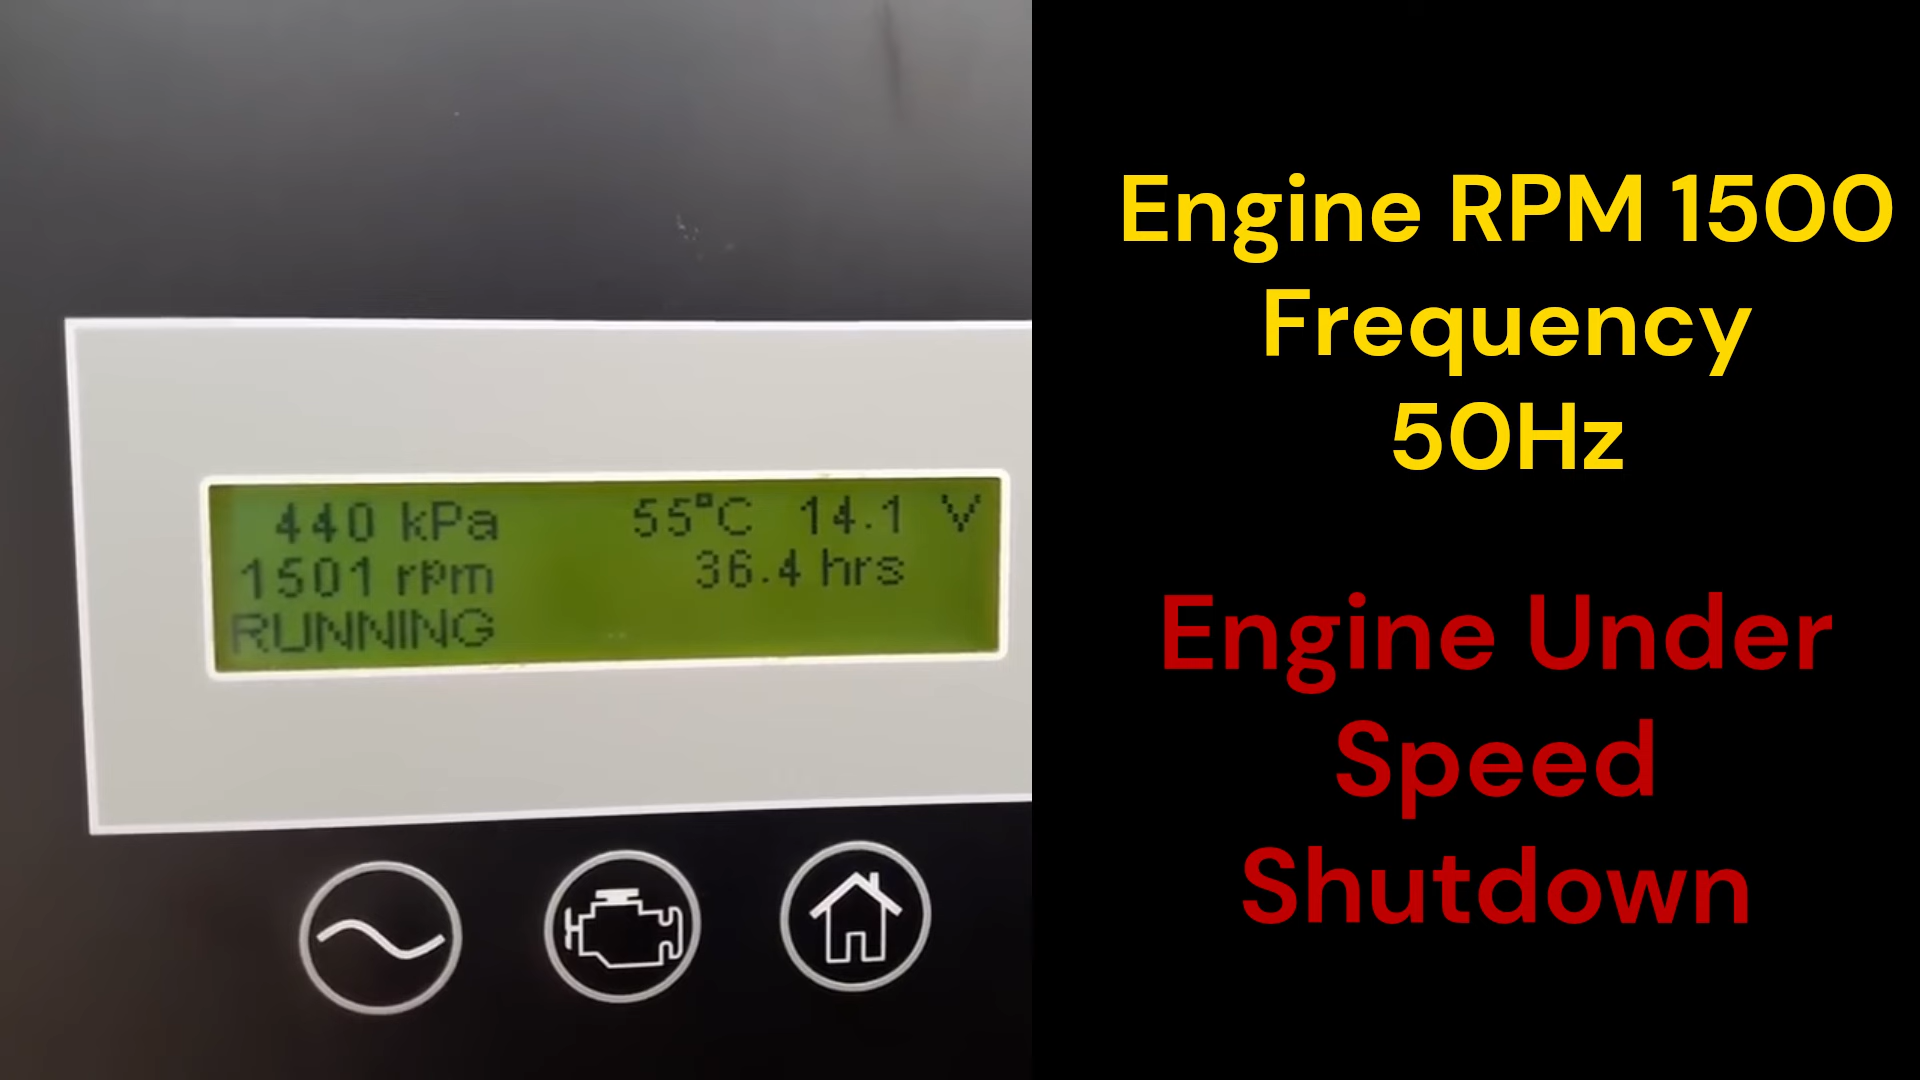 440 kPa 55°C 14.1 V
1501 rpm 36.4 hrs
RUNNING
Engine RPM 1500
Frequency
50Hz
Engine Under
Speed
Shutdown